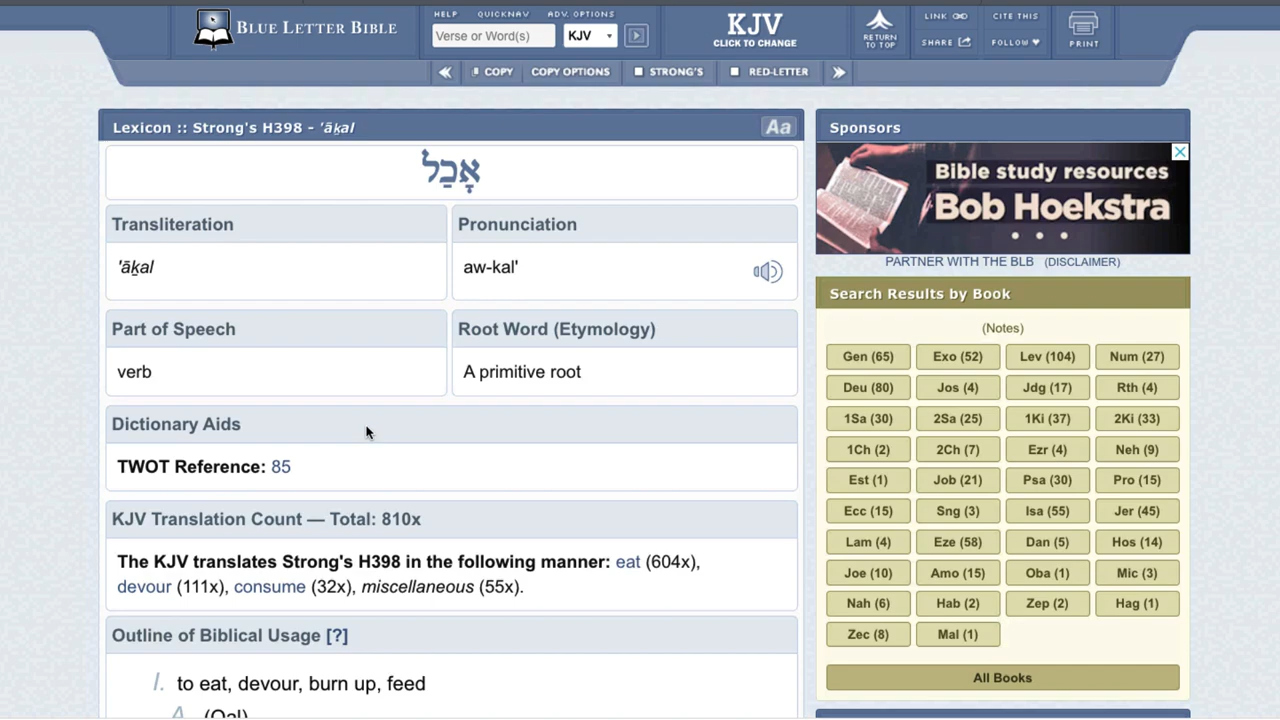 HELP QUICKNAV ADV. OPTIONS
BLUE LETTER BIBLE
Verse or Word(s)
KJV
KJV
CLICK TO CHANGE
RETURN
TO TOP
LINK
CITE THIS
SHARE
FOLLOW
PRINT
COPY COPY OPTIONS STRONG'S RED-LETTER
Lexicon :: Strong's H398 - 'āḵal
Aa
אָכַל
Transliteration
Pronunciation
'āḵal
aw-kal'
Part of Speech
Root Word (Etymology)
verb
A primitive root
Dictionary Aids
TWOT Reference: 85
KJV Translation Count — Total: 810x
The KJV translates Strong's H398 in the following manner: eat (604x),
devour (111x), consume (32x), miscellaneous (55x).
Outline of Biblical Usage [?]
I. to eat, devour, burn up, feed
A. (Qal)
Sponsors
Bible study resources
Bob Hoekstra
PARTNER WITH THE BLB (DISCLAIMER)
Search Results by Book
(Notes)
Gen (65) Exo (52) Lev (104) Num (27)
Deu (80) Jos (4) Jdg (17) Rth (4)
1Sa (30) 2Sa (25) 1Ki (37) 2Ki (33)
1Ch (2) 2Ch (7) Ezr (4) Neh (9)
Est (1) Job (21) Psa (30) Pro (15)
Ecc (15) Sng (3) Isa (55) Jer (45)
Lam (4) Eze (58) Dan (5) Hos (14)
Joe (10) Amo (15) Oba (1) Mic (3)
Nah (6) Hab (2) Zep (2) Hag (1)
Zec (8) Mal (1)
All Books